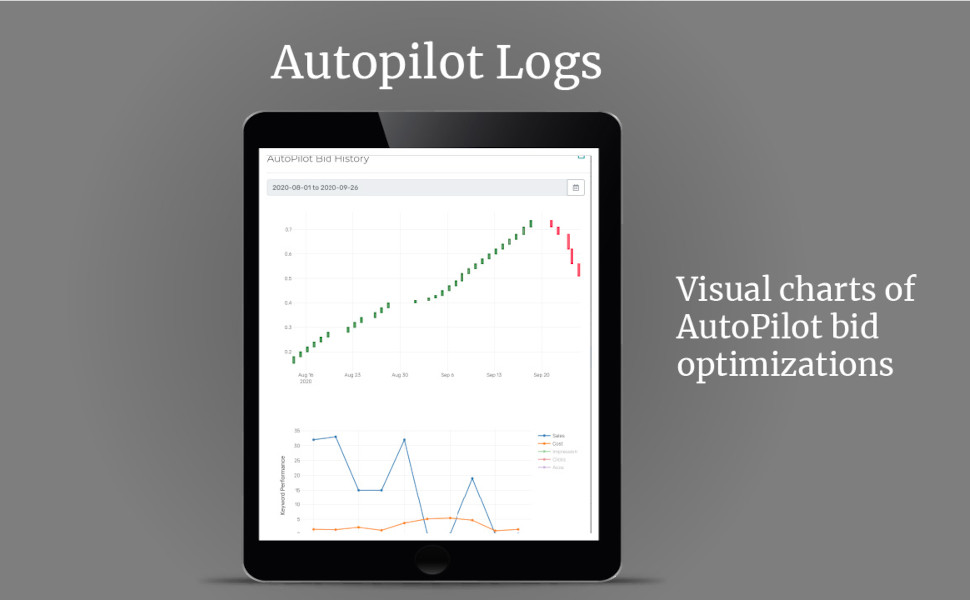 Autopilot Logs
AutoPilot Bid History
2020-08-01 to 2020-09-26
0.7
0.6
0.5
0.4
0.3
0.2
Aug 16
2020
Aug 23
Aug 30
Sep 6
Sep 13
Sep 20
Visual charts of
AutoPilot bid
optimizations
35
30
25
20
15
10
5
Keyword Performance
Sales
Cost
Impressions
Clicks